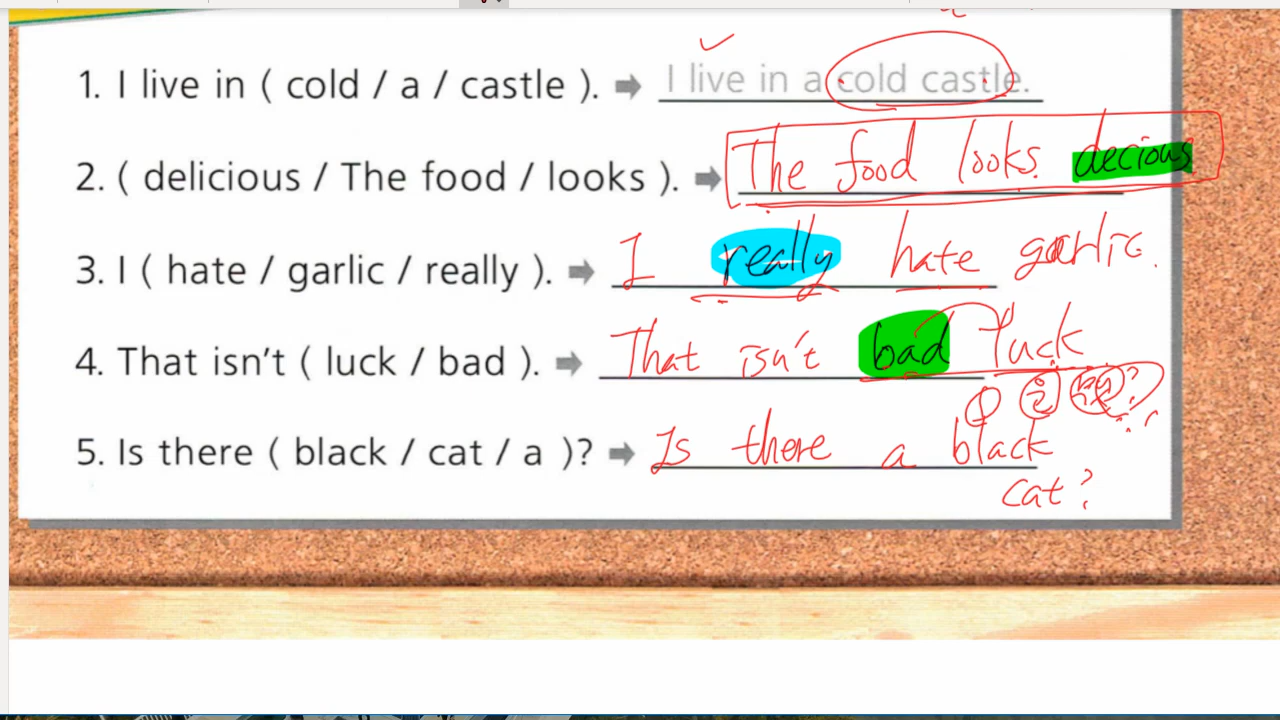 1. I live in ( cold / a / castle ). ➡ I live in a cold castle.
2. ( delicious / The food / looks ). ➡ The food looks decious
3. I ( hate / garlic / really ). ➡ I really hate garlic.
4. That isn't ( luck / bad ). ➡ That isn't bad luck
5. Is there ( black / cat / a )? ➡ Is there a black
cat?